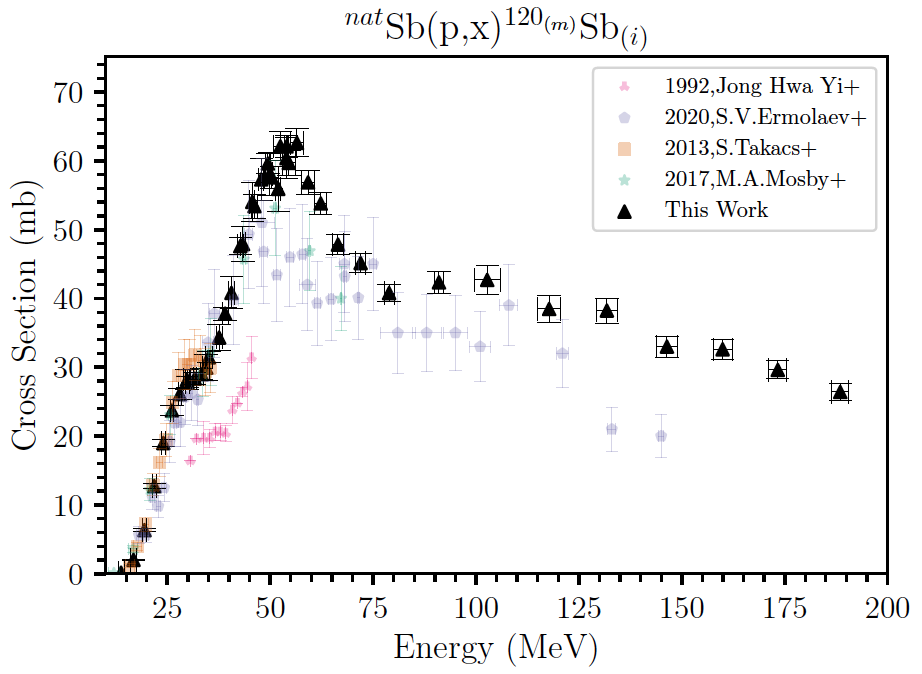 natSb(p,x)120(m)Sb(i)
1992,Jong Hwa Yi+
2020,S.V.Ermolaev+
2013,S.Takacs+
2017,M.A.Mosby+
This Work
Cross Section (mb)
70
60
50
40
30
20
10
0
25 50 75 100 125 150 175 200
Energy (MeV)